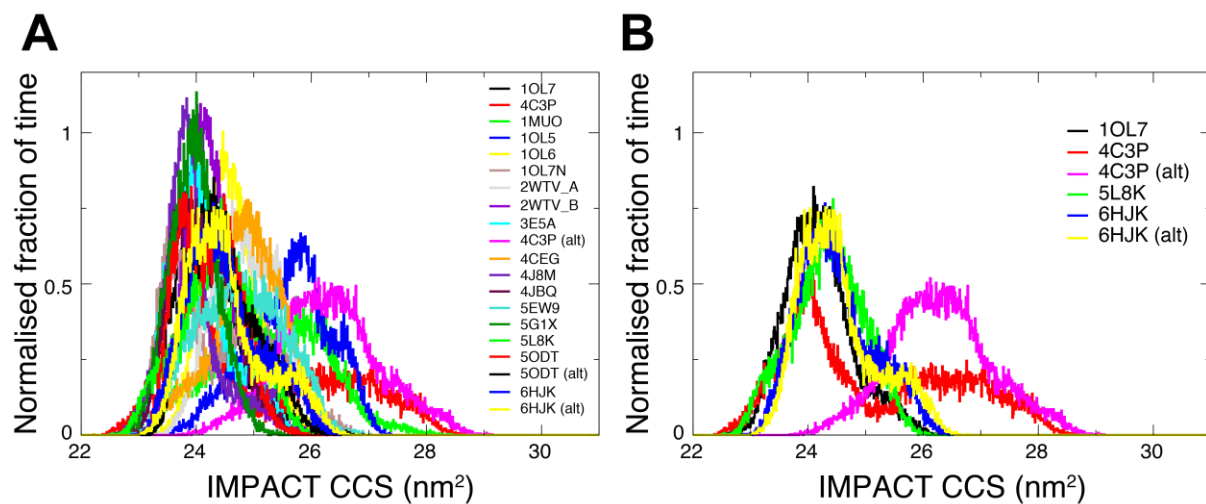 A
Normalised fraction of time
1
0.5
0
22 24 26 28 30
IMPACT CCS (nm²)
1OL7
4C3P
1MUO
1OL5
1OL6
1OL7N
2WTV_A
2WTV_B
3E5A
4C3P (alt)
4CEG
4J8M
4JBQ
5EW9
5G1X
5L8K
5ODT
5ODT (alt)
6HJK
6HJK (alt)
B
Normalised fraction of time
1
0.5
0
22 24 26 28 30
IMPACT CCS (nm²)
1OL7
4C3P
4C3P (alt)
5L8K
6HJK
6HJK (alt)